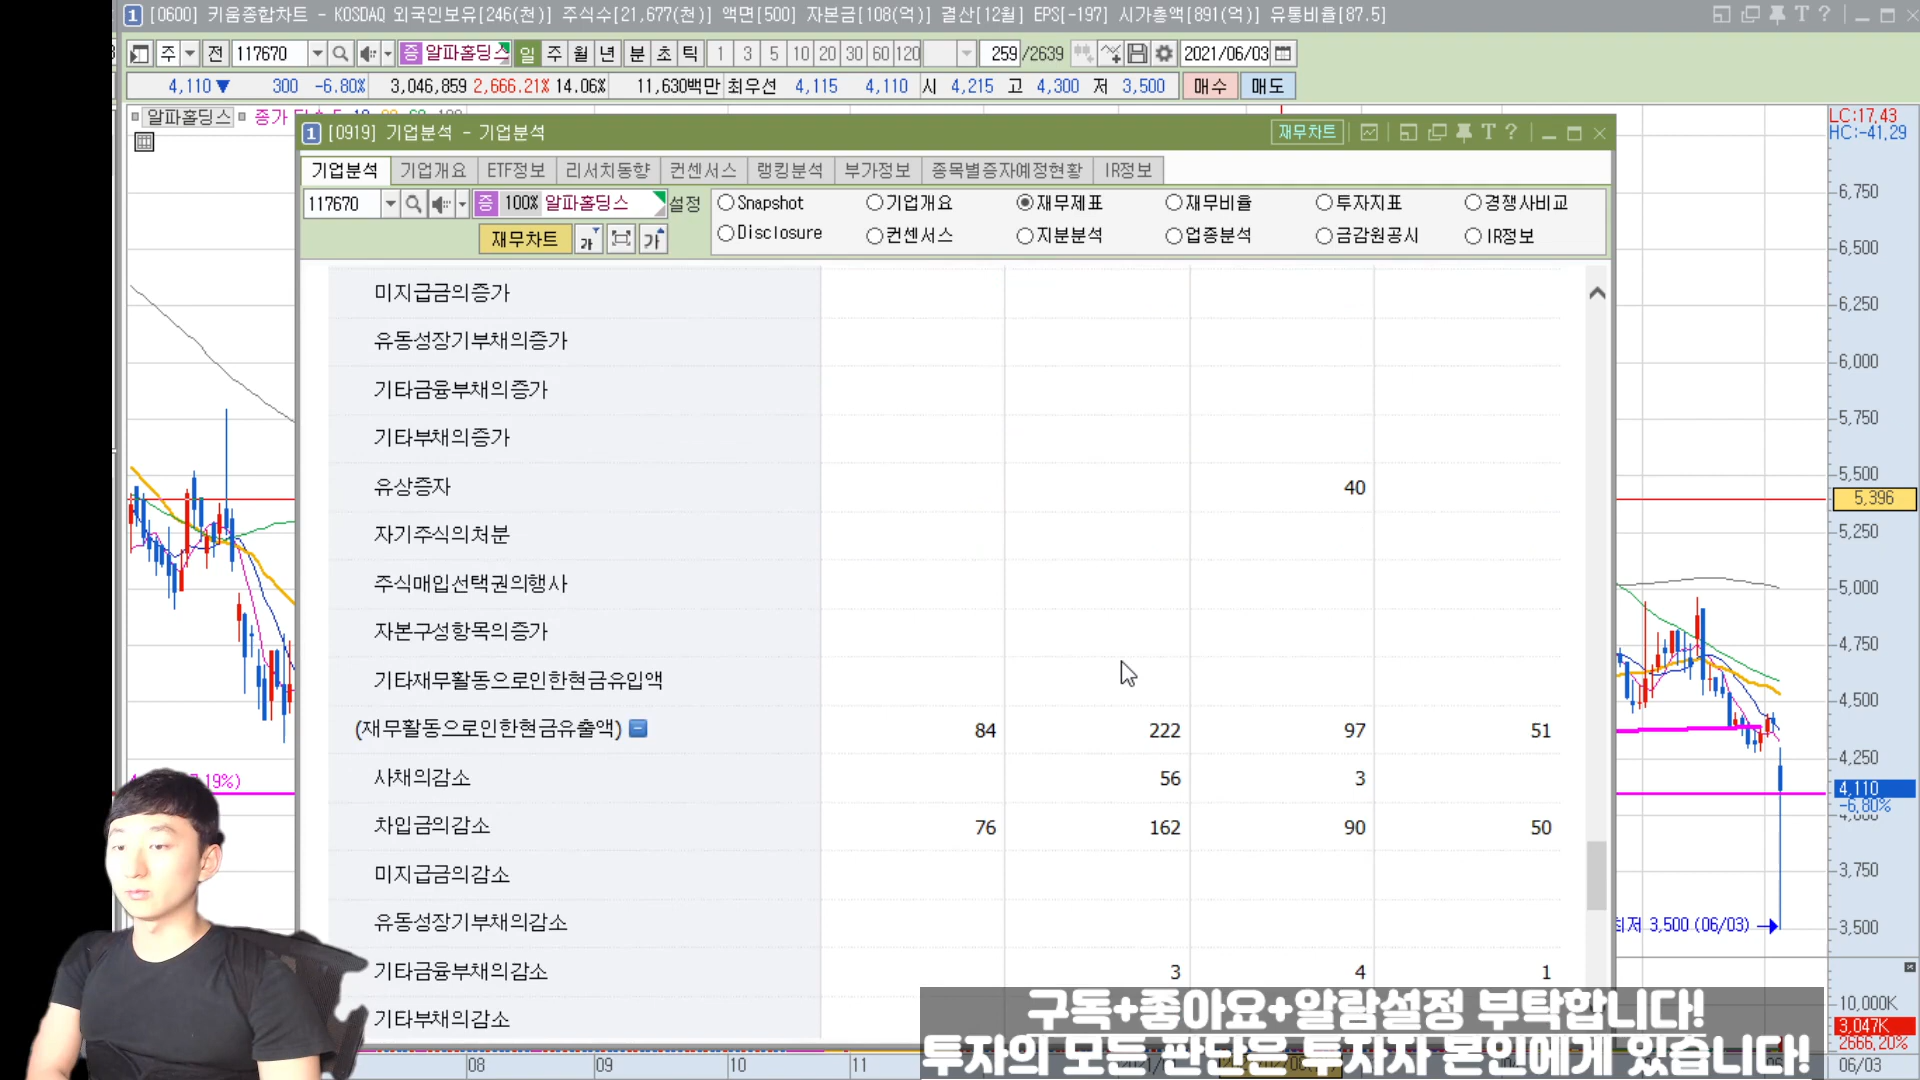 1 [0600] 키움종합차트 - KOSDAQ 외국인보유[246(천)] 주식수[21,677(천)] 액면[500] 자본금[108(억)] 결산[12월] EPS[-197] 시가총액[891(억)] 유통비율[87.5]
주 전 117670 증 알파홀딩스 일 주 월 년 분 초 틱 1 3 5 10 20 30 60 120 259 /2639 2021/06/03
4,110 ▼ 300 -6.80% 3,046,859 2,666.21% 14.06% 11,630백만 최우선 4,115 4,110 시 4,215 고 4,300 저 3,500 매수 매도
알파홀딩스 종가
LC:17,43
HC:-41,29
1 [0919] 기업분석 - 기업분석 재무차트
기업분석 기업개요 ETF정보 리서치동향 컨센서스 랭킹분석 부가정보 종목별증자예정현황 IR정보
117670 증 100% 알파홀딩스 설정 Snapshot 기업개요 재무제표 재무비율 투자지표 경쟁사비교
재무차트 가 가 Disclosure 컨센서스 지분분석 업종분석 금감원공시 IR정보
미지급금의증가
유동성장기부채의증가
기타금융부채의증가
기타부채의증가
유상증자 40
자기주식의처분
주식매입선택권의행사
자본구성항목의증가
기타재무활동으로인한현금유입액
(재무활동으로인한현금유출액) 84 222 97 51
사채의감소 56 3
차입금의감소 76 162 90 50
미지급금의감소
유동성장기부채의감소
기타금융부채의감소 3 4 1
기타부채의감소
6,750
6,500
6,250
6,000
5,750
5,500
5,396
5,250
5,000
4,750
4,500
4,250
4,110
-6,80%
4,000
3,750
3,500
3,500 (06/03)
10,000K
3,047K
2666,20%
06/03
08 09 10 11
구독+좋아요+알람설정 부탁합니다!
투자의 모든 판단은 투자자 본인에게 있습니다!